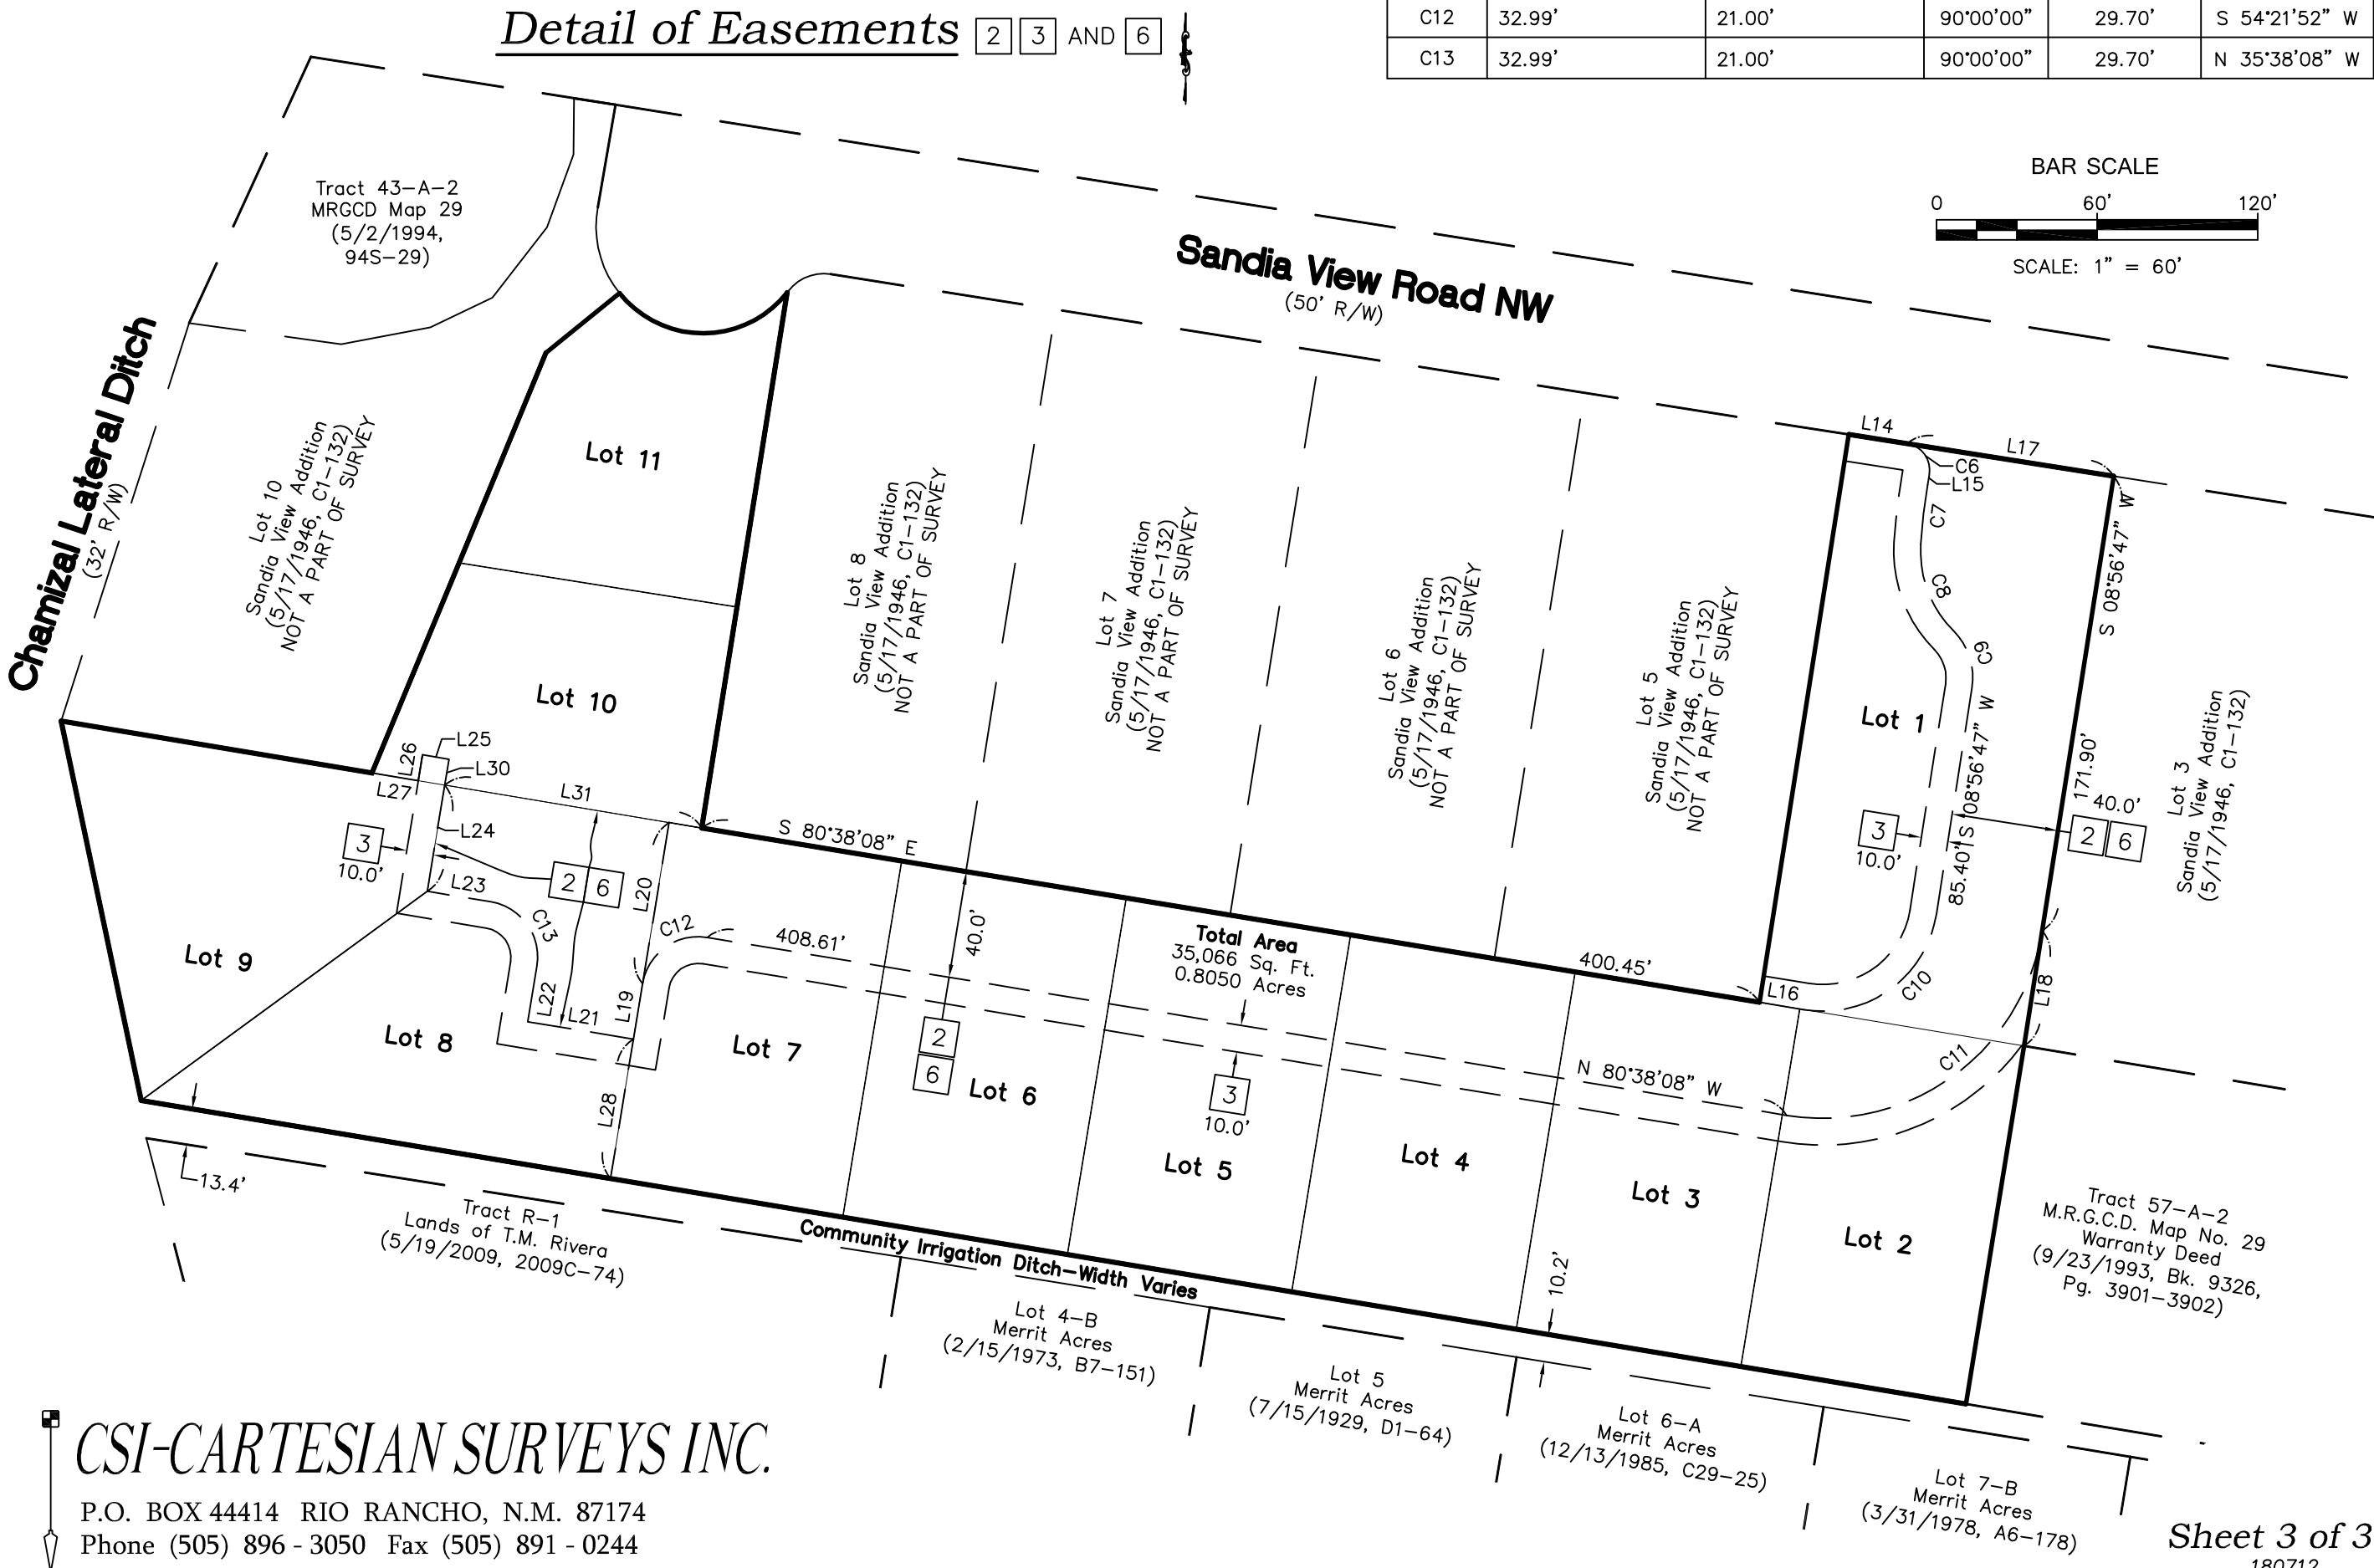 Detail of Easements 2 3 AND 6
C12 32.99' 21.00' 90°00'00" 29.70' S 54°21'52" W
C13 32.99' 21.00' 90°00'00" 29.70' N 35°38'08" W
BAR SCALE
0 60' 120'
SCALE: 1" = 60'
Tract 43-A-2
MRGCD Map 29
(5/2/1994,
94S-29)
Sandia View Road NW
(50' R/W)
Chamizal Lateral Ditch
(32' R/W)
Lot 10
Sandia View Addition
(5/17/1946, C1-132)
NOT A PART OF SURVEY
Lot 11
Lot 10
Lot 8
Sandia View Addition
(5/17/1946, C1-132)
NOT A PART OF SURVEY
Lot 7
Sandia View Addition
(5/17/1946, C1-132)
NOT A PART OF SURVEY
Lot 6
Sandia View Addition
(5/17/1946, C1-132)
NOT A PART OF SURVEY
Lot 5
Sandia View Addition
(5/17/1946, C1-132)
NOT A PART OF SURVEY
L14
L17
C6
L15
C7
C8
C9
S 08°56'47" W
171.90'
Lot 1
S 08°56'47" W
85.40'
3
10.0'
40.0'
2 6
Lot 3
Sandia View Addition
(5/17/1946, C1-132)
L16
C10
L18
C11
L26
L25
L30
L27
L31
L24
3
10.0'
L23
C13
2 6
L20
C12
L22
L21
L19
L28
S 80°38'08" E
408.61'
40.0'
2
6
Total Area
35,066 Sq. Ft.
0.8050 Acres
400.45'
N 80°38'08" W
3
10.0'
Lot 9
Lot 8
Lot 7
Lot 6
Lot 5
Lot 4
Lot 3
Lot 2
13.4'
10.2'
Tract R-1
Lands of T.M. Rivera
(5/19/2009, 2009C-74)
Community Irrigation Ditch-Width Varies
Lot 4-B
Merrit Acres
(2/15/1973, B7-151)
Lot 5
Merrit Acres
(7/15/1929, D1-64)
Lot 6-A
Merrit Acres
(12/13/1985, C29-25)
Lot 7-B
Merrit Acres
(3/31/1978, A6-178)
Tract 57-A-2
M.R.G.C.D. Map No. 29
Warranty Deed
(9/23/1993, Bk. 9326,
Pg. 3901-3902)
CSI-CARTESIAN SURVEYS INC.
P.O. BOX 44414 RIO RANCHO, N.M. 87174
Phone (505) 896 - 3050 Fax (505) 891 - 0244
Sheet 3 of 3
180712